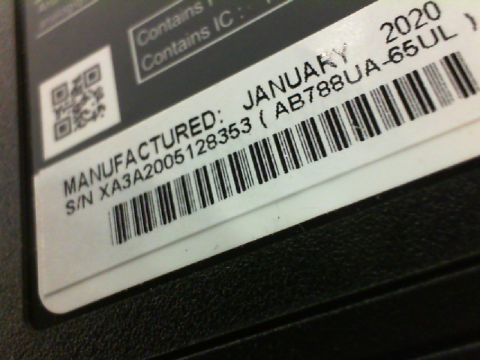 Contains
Contains IC :
MANUFACTURED: JANUARY 2020
S/N XA3A2005128353 ( AB788UA-65UL )